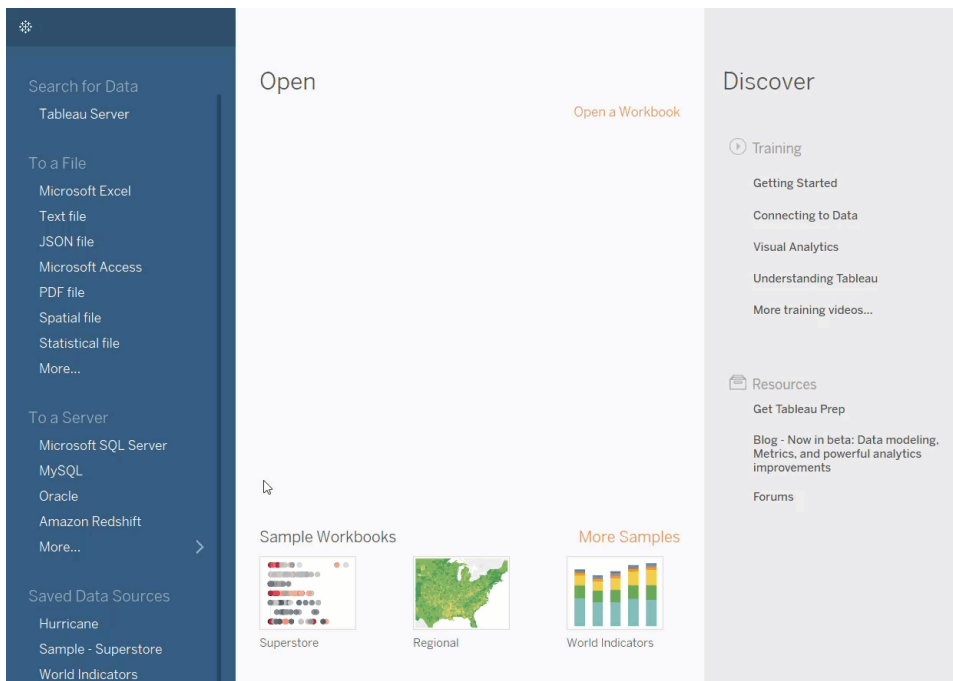 Search for Data
Tableau Server
To a File
Microsoft Excel
Text file
JSON file
Microsoft Access
PDF file
Spatial file
Statistical file
More...
To a Server
Microsoft SQL Server
MySQL
Oracle
Amazon Redshift
More...
Saved Data Sources
Hurricane
Sample - Superstore
World Indicators
Open
Open a Workbook
Sample Workbooks
More Samples
Superstore
Regional
World Indicators
Discover
Training
Getting Started
Connecting to Data
Visual Analytics
Understanding Tableau
More training videos...
Resources
Get Tableau Prep
Blog - Now in beta: Data modeling,
Metrics, and powerful analytics
improvements
Forums